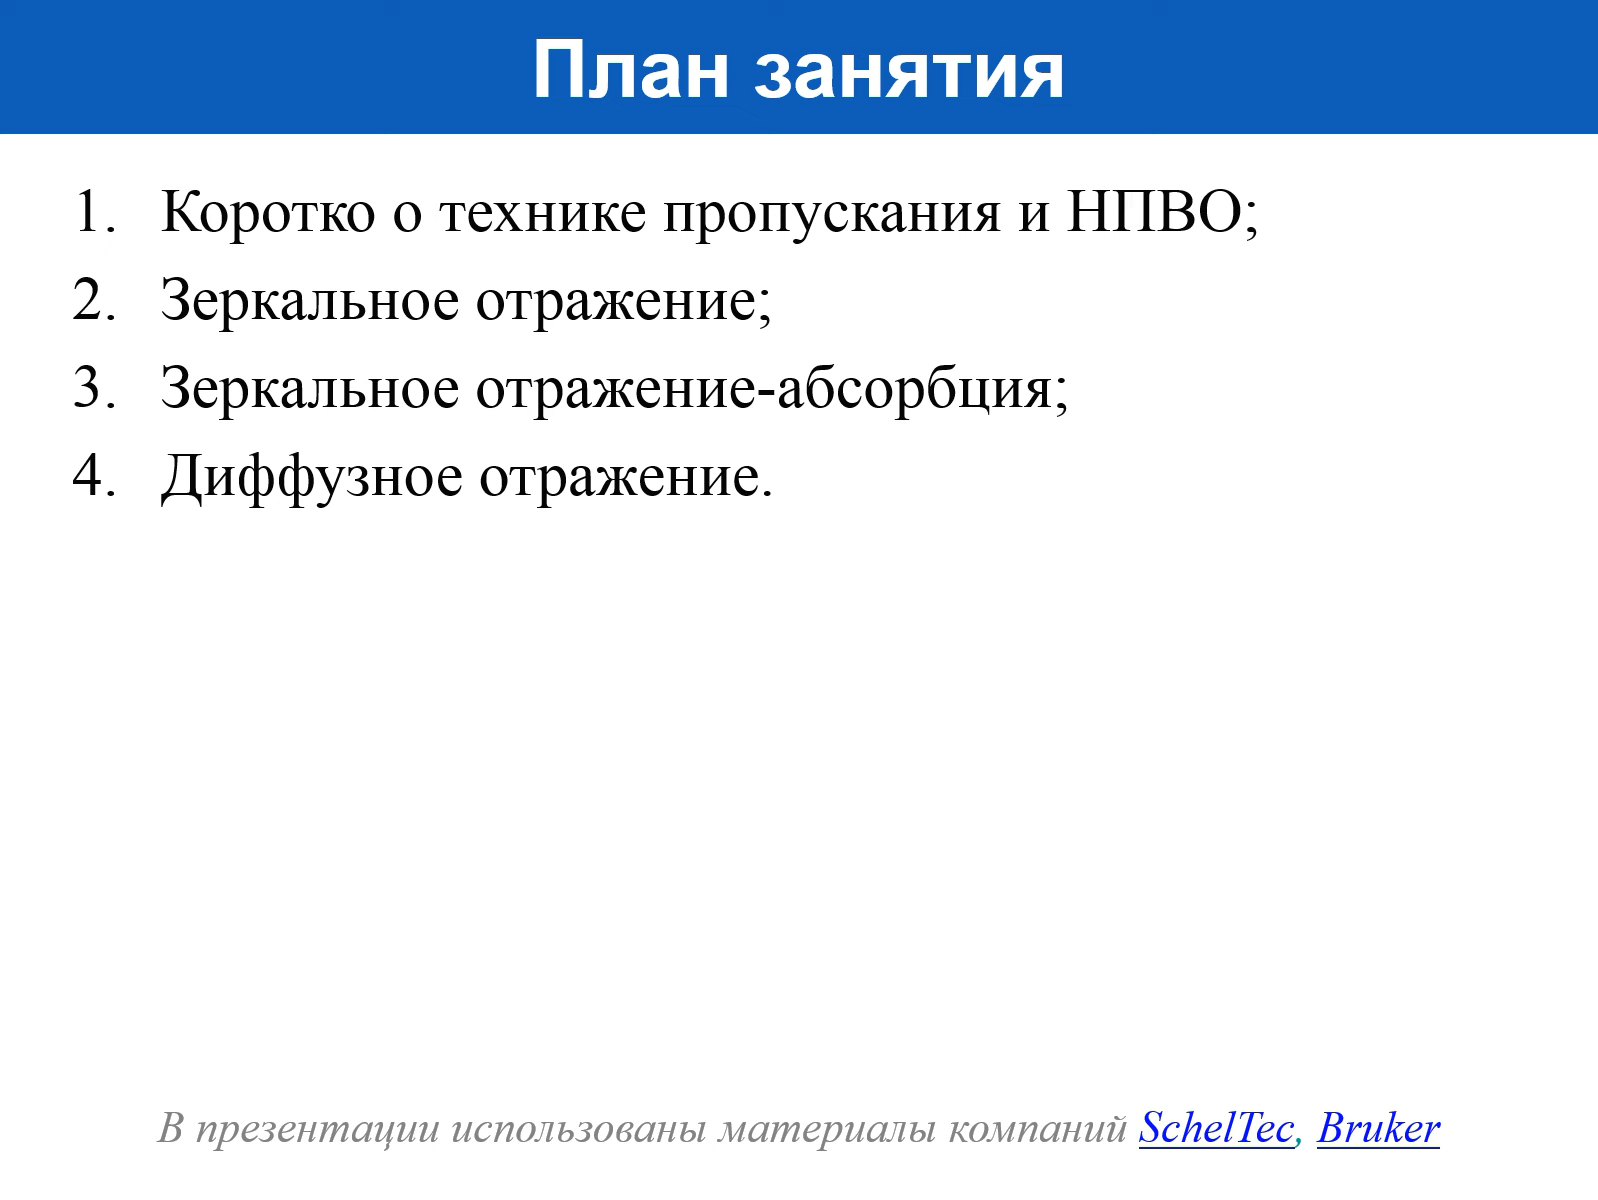 План занятия
1. Коротко о технике пропускания и НПВО;
2. Зеркальное отражение;
3. Зеркальное отражение-абсорбция;
4. Диффузное отражение.
В презентации использованы материалы компаний SchelTec, Bruker